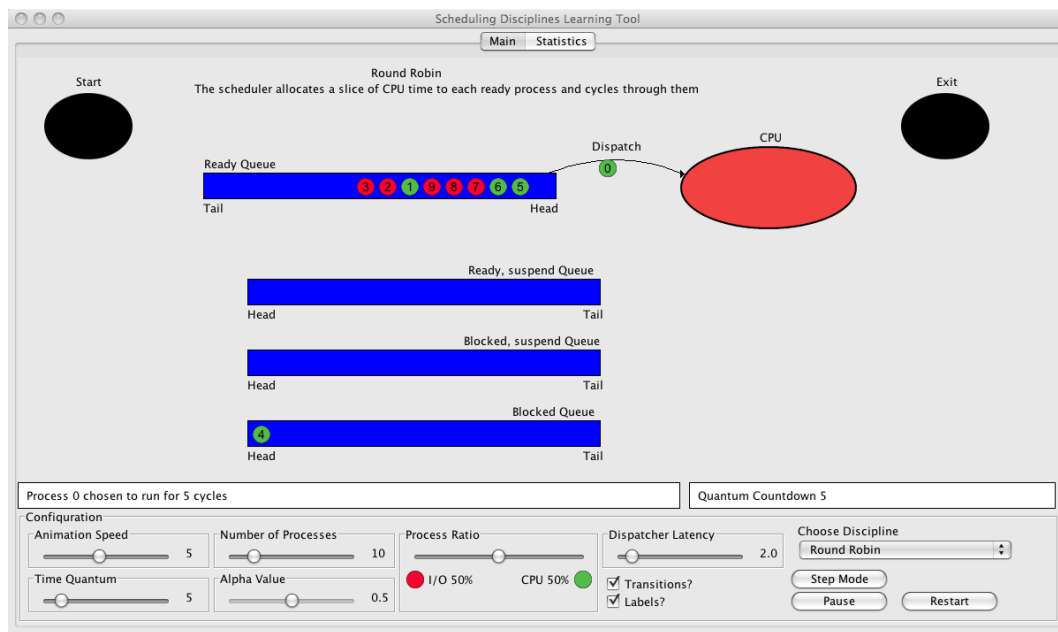 Scheduling Disciplines Learning Tool
Main Statistics
Round Robin
The scheduler allocates a slice of CPU time to each ready process and cycles through them
Start
Exit
Dispatch
CPU
0
Ready Queue
3 2 1 9 8 7 6 5
Tail Head
Ready, suspend Queue
Head Tail
Blocked, suspend Queue
Head Tail
Blocked Queue
4
Head Tail
Process 0 chosen to run for 5 cycles
Quantum Countdown 5
Configuration
Animation Speed
5
Number of Processes
10
Process Ratio
I/O 50% CPU 50%
Dispatcher Latency
2.0
Choose Discipline
Round Robin
Time Quantum
5
Alpha Value
0.5
Transitions?
Labels?
Step Mode
Pause Restart